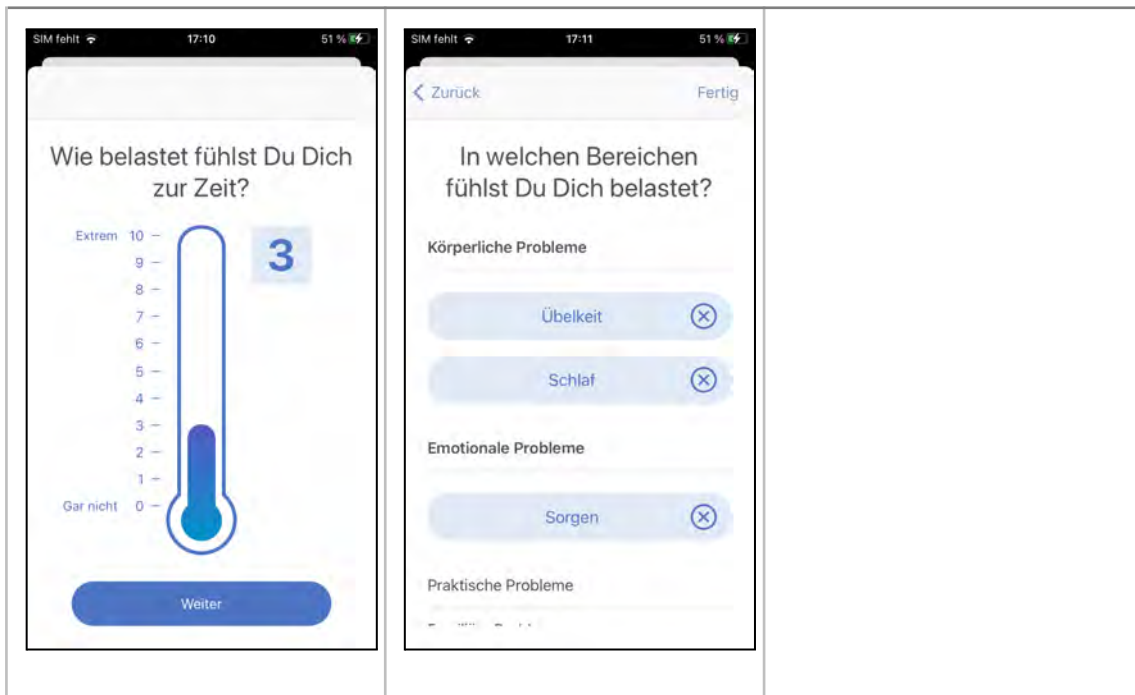 SIM fehlt 17:10 51 %
Wie belastet fühlst Du Dich
zur Zeit?
Extrem 10
3
9
8
7
6
5
4
3
2
1
Gar nicht 0
Weiter
SIM fehlt 17:11 51 %
Zurück Fertig
In welchen Bereichen
fühlst Du Dich belastet?
Körperliche Probleme
Übelkeit
Schlaf
Emotionale Probleme
Sorgen
Praktische Probleme